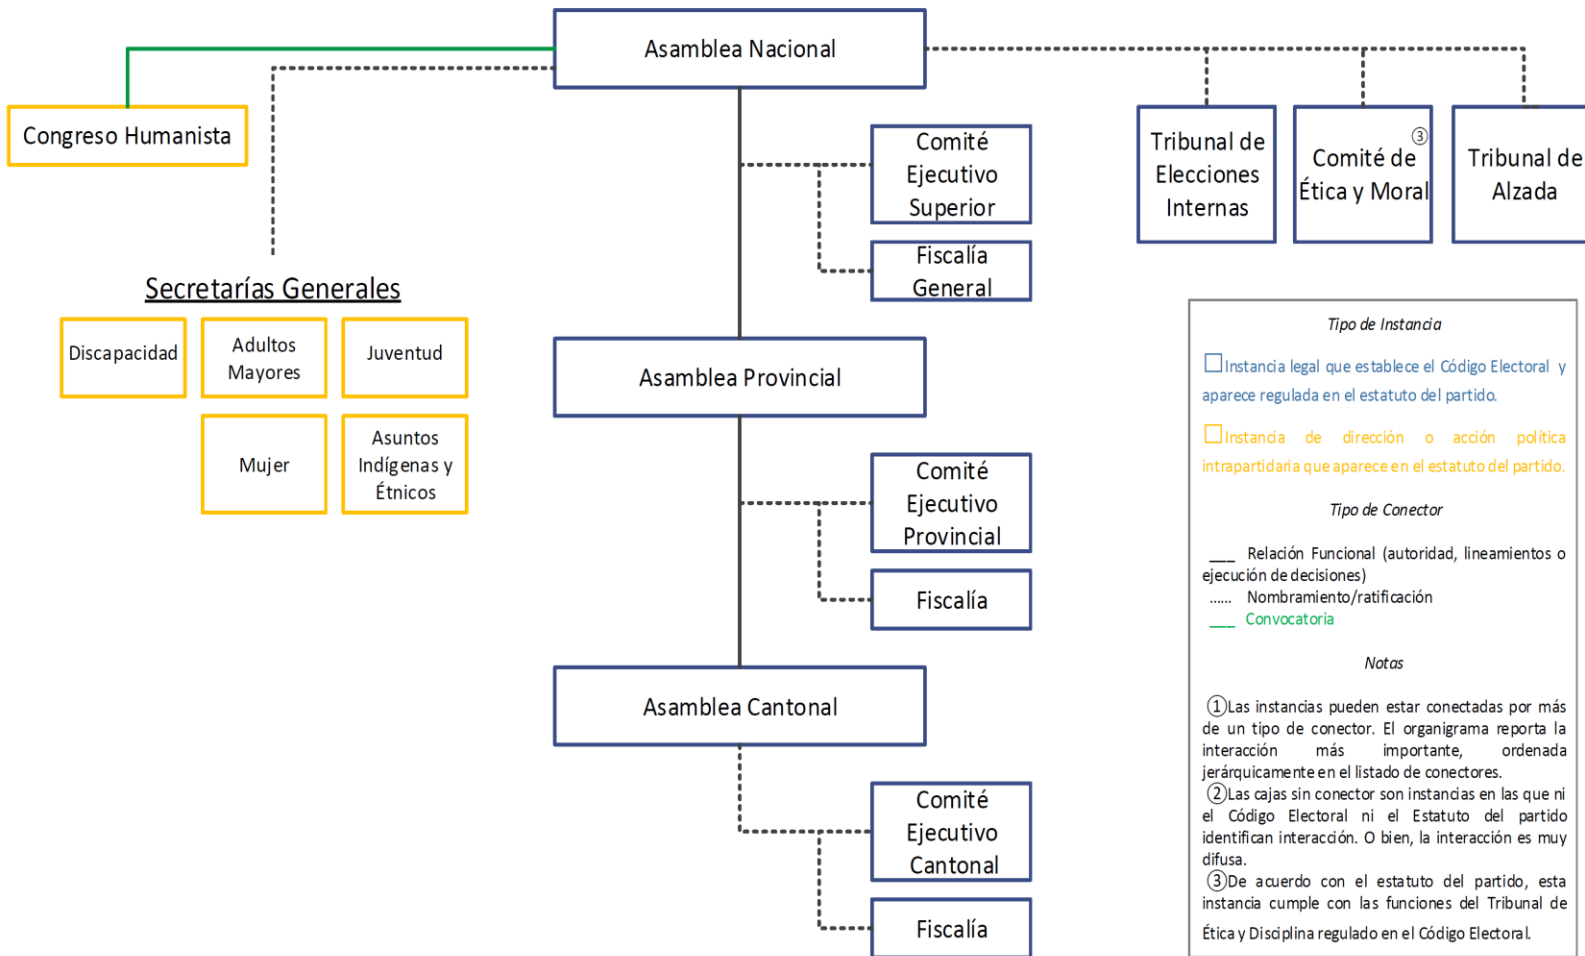 Asamblea Nacional
Congreso Humanista
Comité
Ejecutivo
Superior
Fiscalía
General
Tribunal de
Elecciones
Internas
③
Comité de
Ética y Moral
Tribunal de
Alzada
Secretarías Generales
Discapacidad
Adultos
Mayores
Juventud
Mujer
Asuntos
Indígenas y
Étnicos
Asamblea Provincial
Comité
Ejecutivo
Provincial
Fiscalía
Asamblea Cantonal
Comité
Ejecutivo
Cantonal
Fiscalía
Tipo de Instancia
Instancia legal que establece el Código Electoral y
aparece regulada en el estatuto del partido.
Instancia de dirección o acción política
intrapartidaria que aparece en el estatuto del partido.
Tipo de Conector
___ Relación Funcional (autoridad, lineamientos o
ejecución de decisiones)
...... Nombramiento/ratificación
___ Convocatoria
Notas
①Las instancias pueden estar conectadas por más
de un tipo de conector. El organigrama reporta la
interacción más importante, ordenada
jerárquicamente en el listado de conectores.
②Las cajas sin conector son instancias en las que ni
el Código Electoral ni el Estatuto del partido
identifican interacción. O bien, la interacción es muy
difusa.
③De acuerdo con el estatuto del partido, esta
instancia cumple con las funciones del Tribunal de
Ética y Disciplina regulado en el Código Electoral.